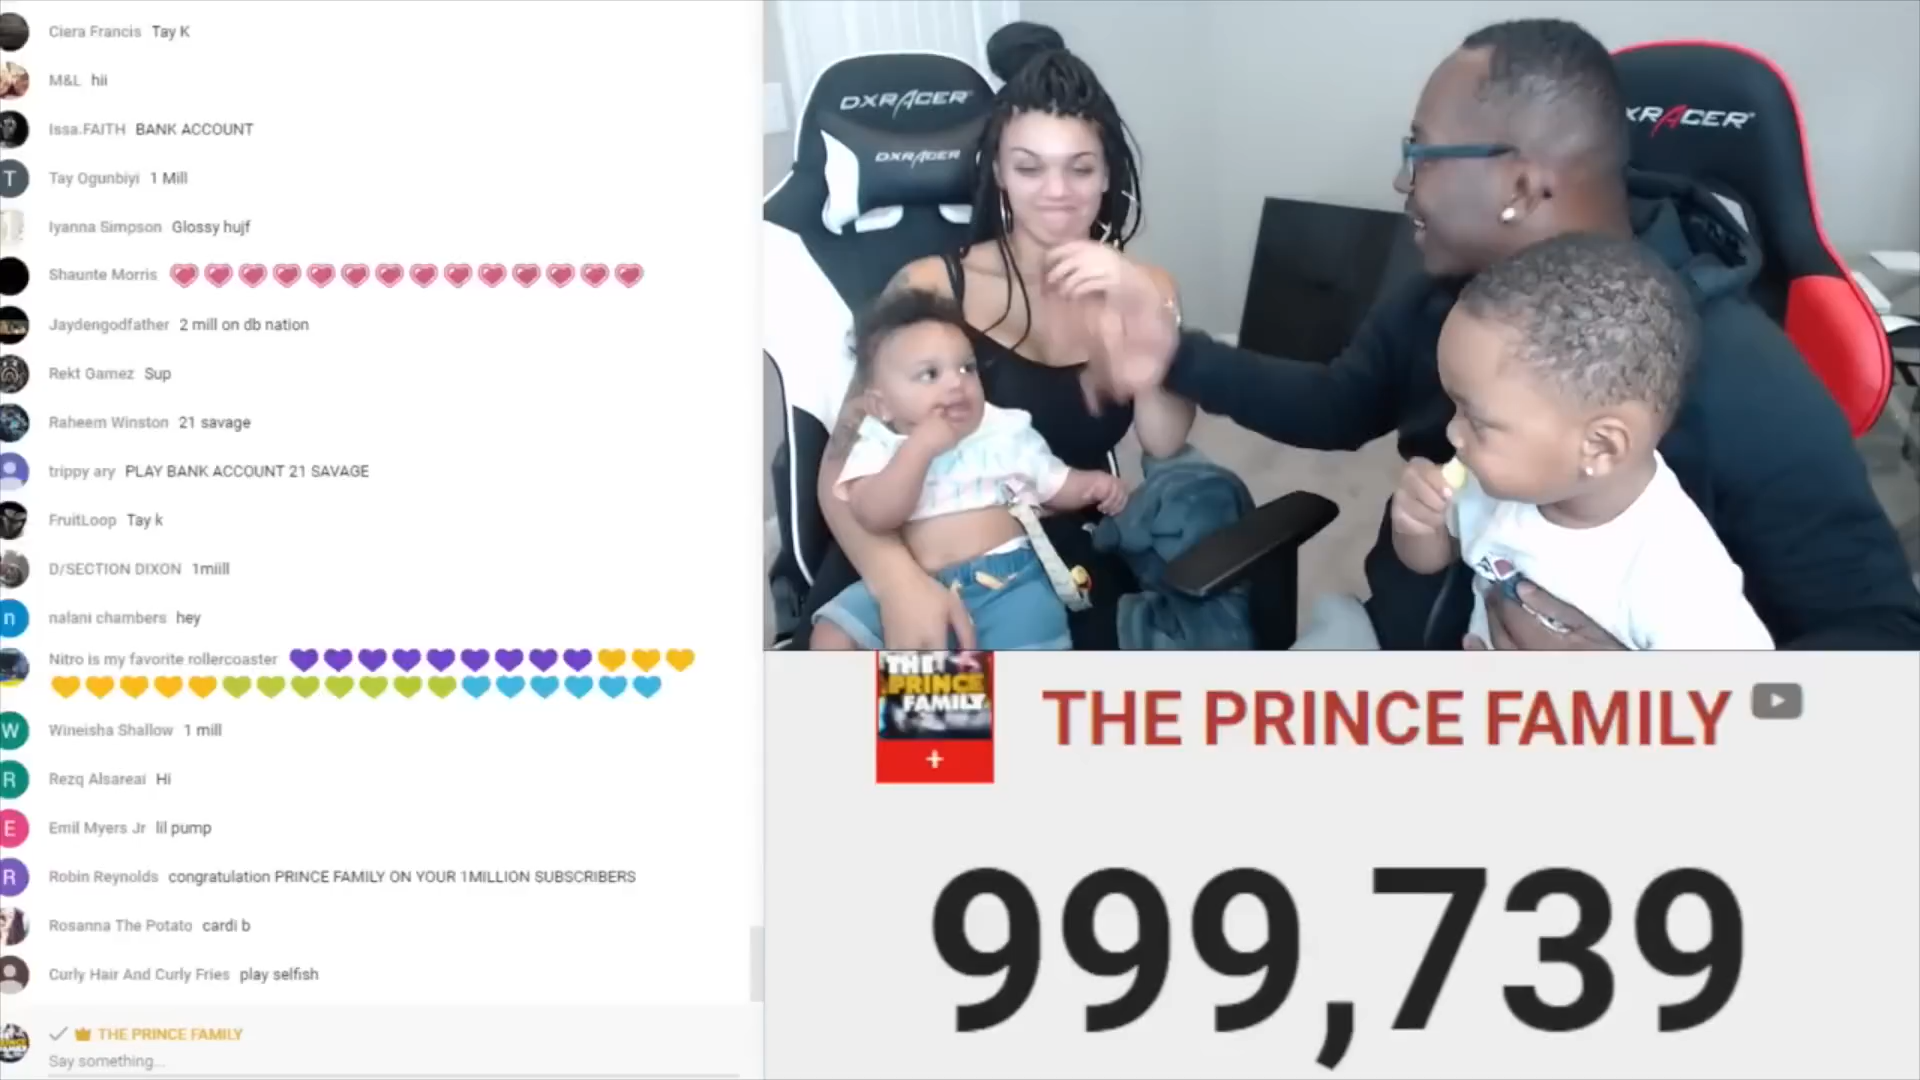 Ciera Francis Tay K
M&L hii
Issa.FAITH BANK ACCOUNT
T Tay Ogunbiyi 1 Mill
Iyanna Simpson Glossy hujf
Shaunte Morris
Jaydengodfather 2 mill on db nation
Rekt Gamez Sup
Raheem Winston 21 savage
trippy ary PLAY BANK ACCOUNT 21 SAVAGE
FruitLoop Tay k
D/SECTION DIXON 1miill
n nalani chambers hey
Nitro is my favorite rollercoaster
W Wineisha Shallow 1 mill
R Rezq Alsareai Hi
E Emil Myers Jr lil pump
R Robin Reynolds congratulation PRINCE FAMILY ON YOUR 1MILLION SUBSCRIBERS
Rosanna The Potato cardi b
Curly Hair And Curly Fries play selfish
THE PRINCE FAMILY
Say something...
DXRACER
DXRACER
XRACER
THE
PRINCE
FAMILY
+
THE PRINCE FAMILY
999,739